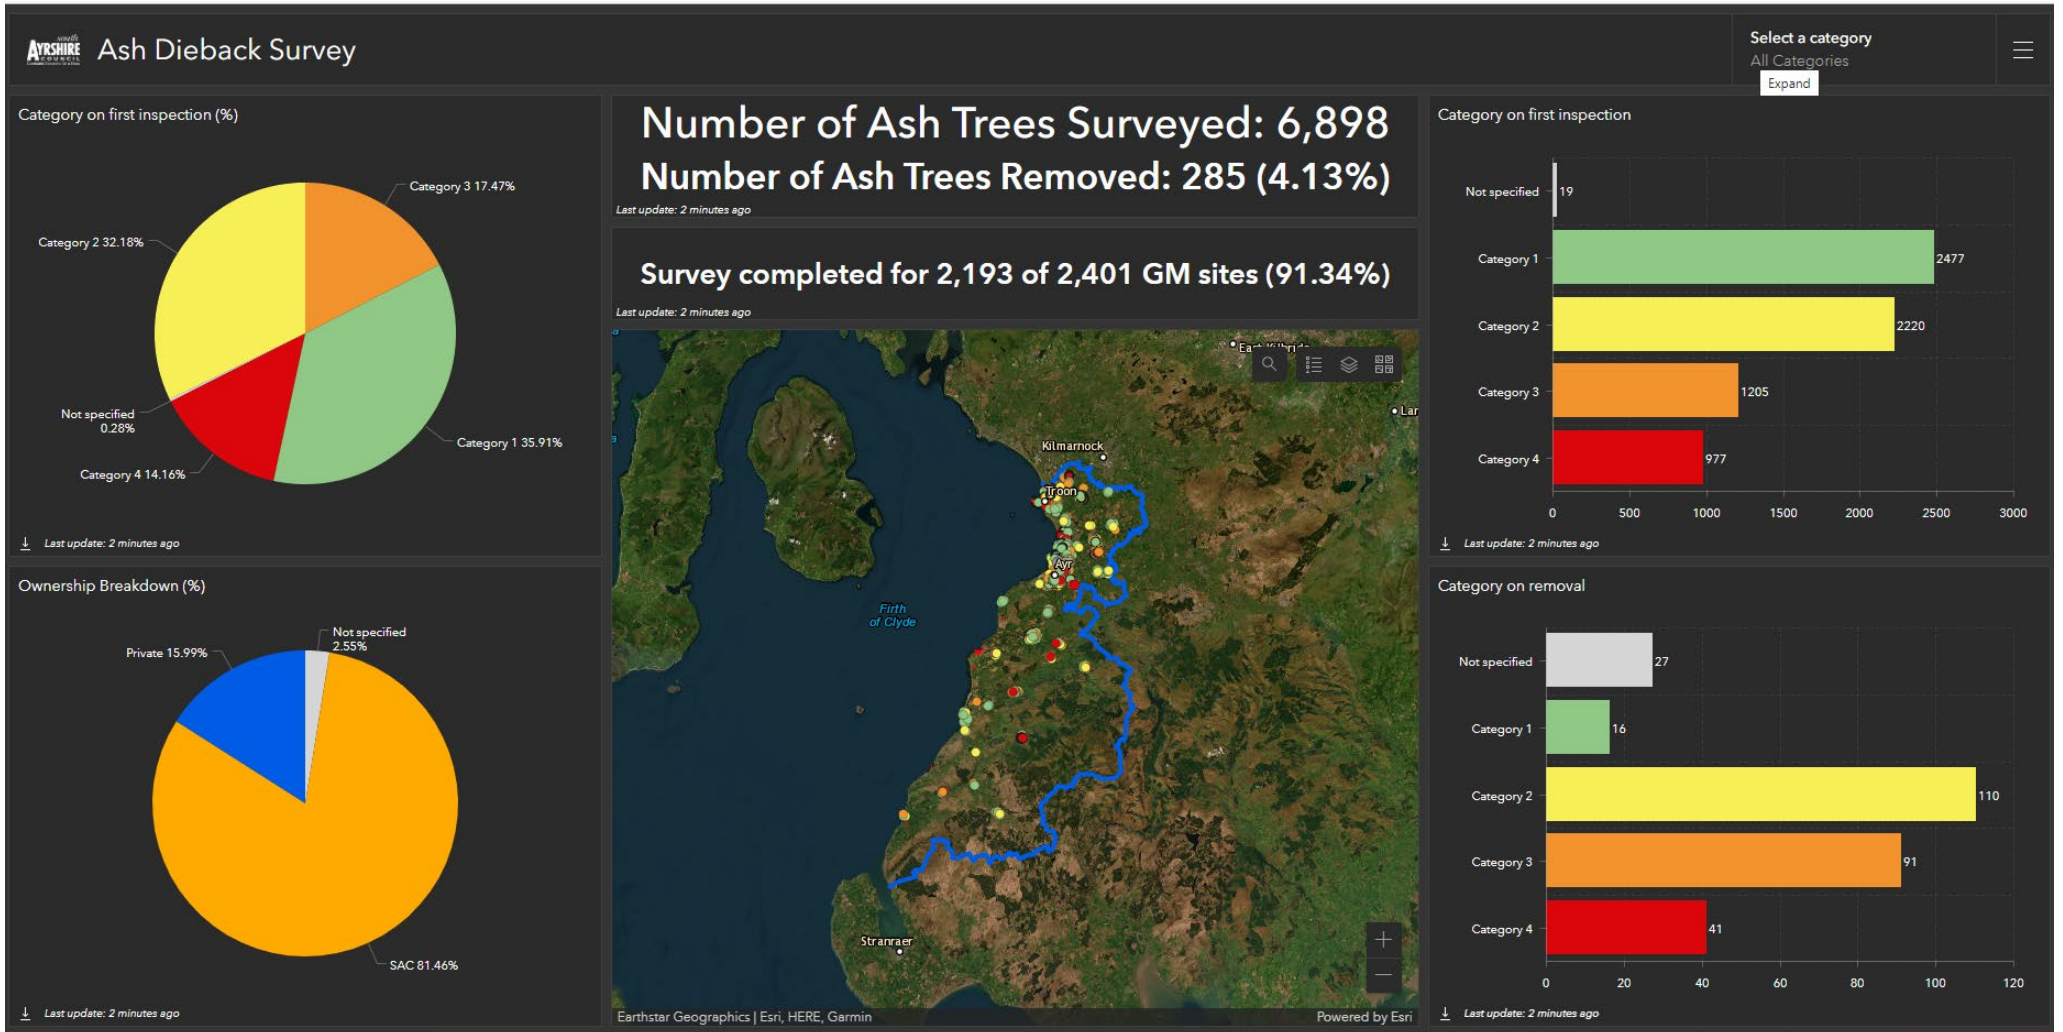 south
AYRSHIRE
COUNCIL
Ash Dieback Survey
Select a category
All Categories
Expand
Category on first inspection (%)
Category 3 17.47%
Category 2 32.18%
Not specified
0.28%
Category 4 14.16%
Category 1 35.91%
Last update: 2 minutes ago
Ownership Breakdown (%)
Not specified
2.55%
Private 15.99%
SAC 81.46%
Last update: 2 minutes ago
Number of Ash Trees Surveyed: 6,898
Number of Ash Trees Removed: 285 (4.13%)
Last update: 2 minutes ago
Survey completed for 2,193 of 2,401 GM sites (91.34%)
Last update: 2 minutes ago
Kilmarnock
Troon
Ayr
Firth
of Clyde
Stranraer
Earthstar Geographics | Esri, HERE, Garmin
Powered by Esri
Category on first inspection
Not specified 19
Category 1 2477
Category 2 2220
Category 3 1205
Category 4 977
0 500 1000 1500 2000 2500 3000
Last update: 2 minutes ago
Category on removal
Not specified 27
Category 1 16
Category 2 110
Category 3 91
Category 4 41
0 20 40 60 80 100 120
Last update: 2 minutes ago